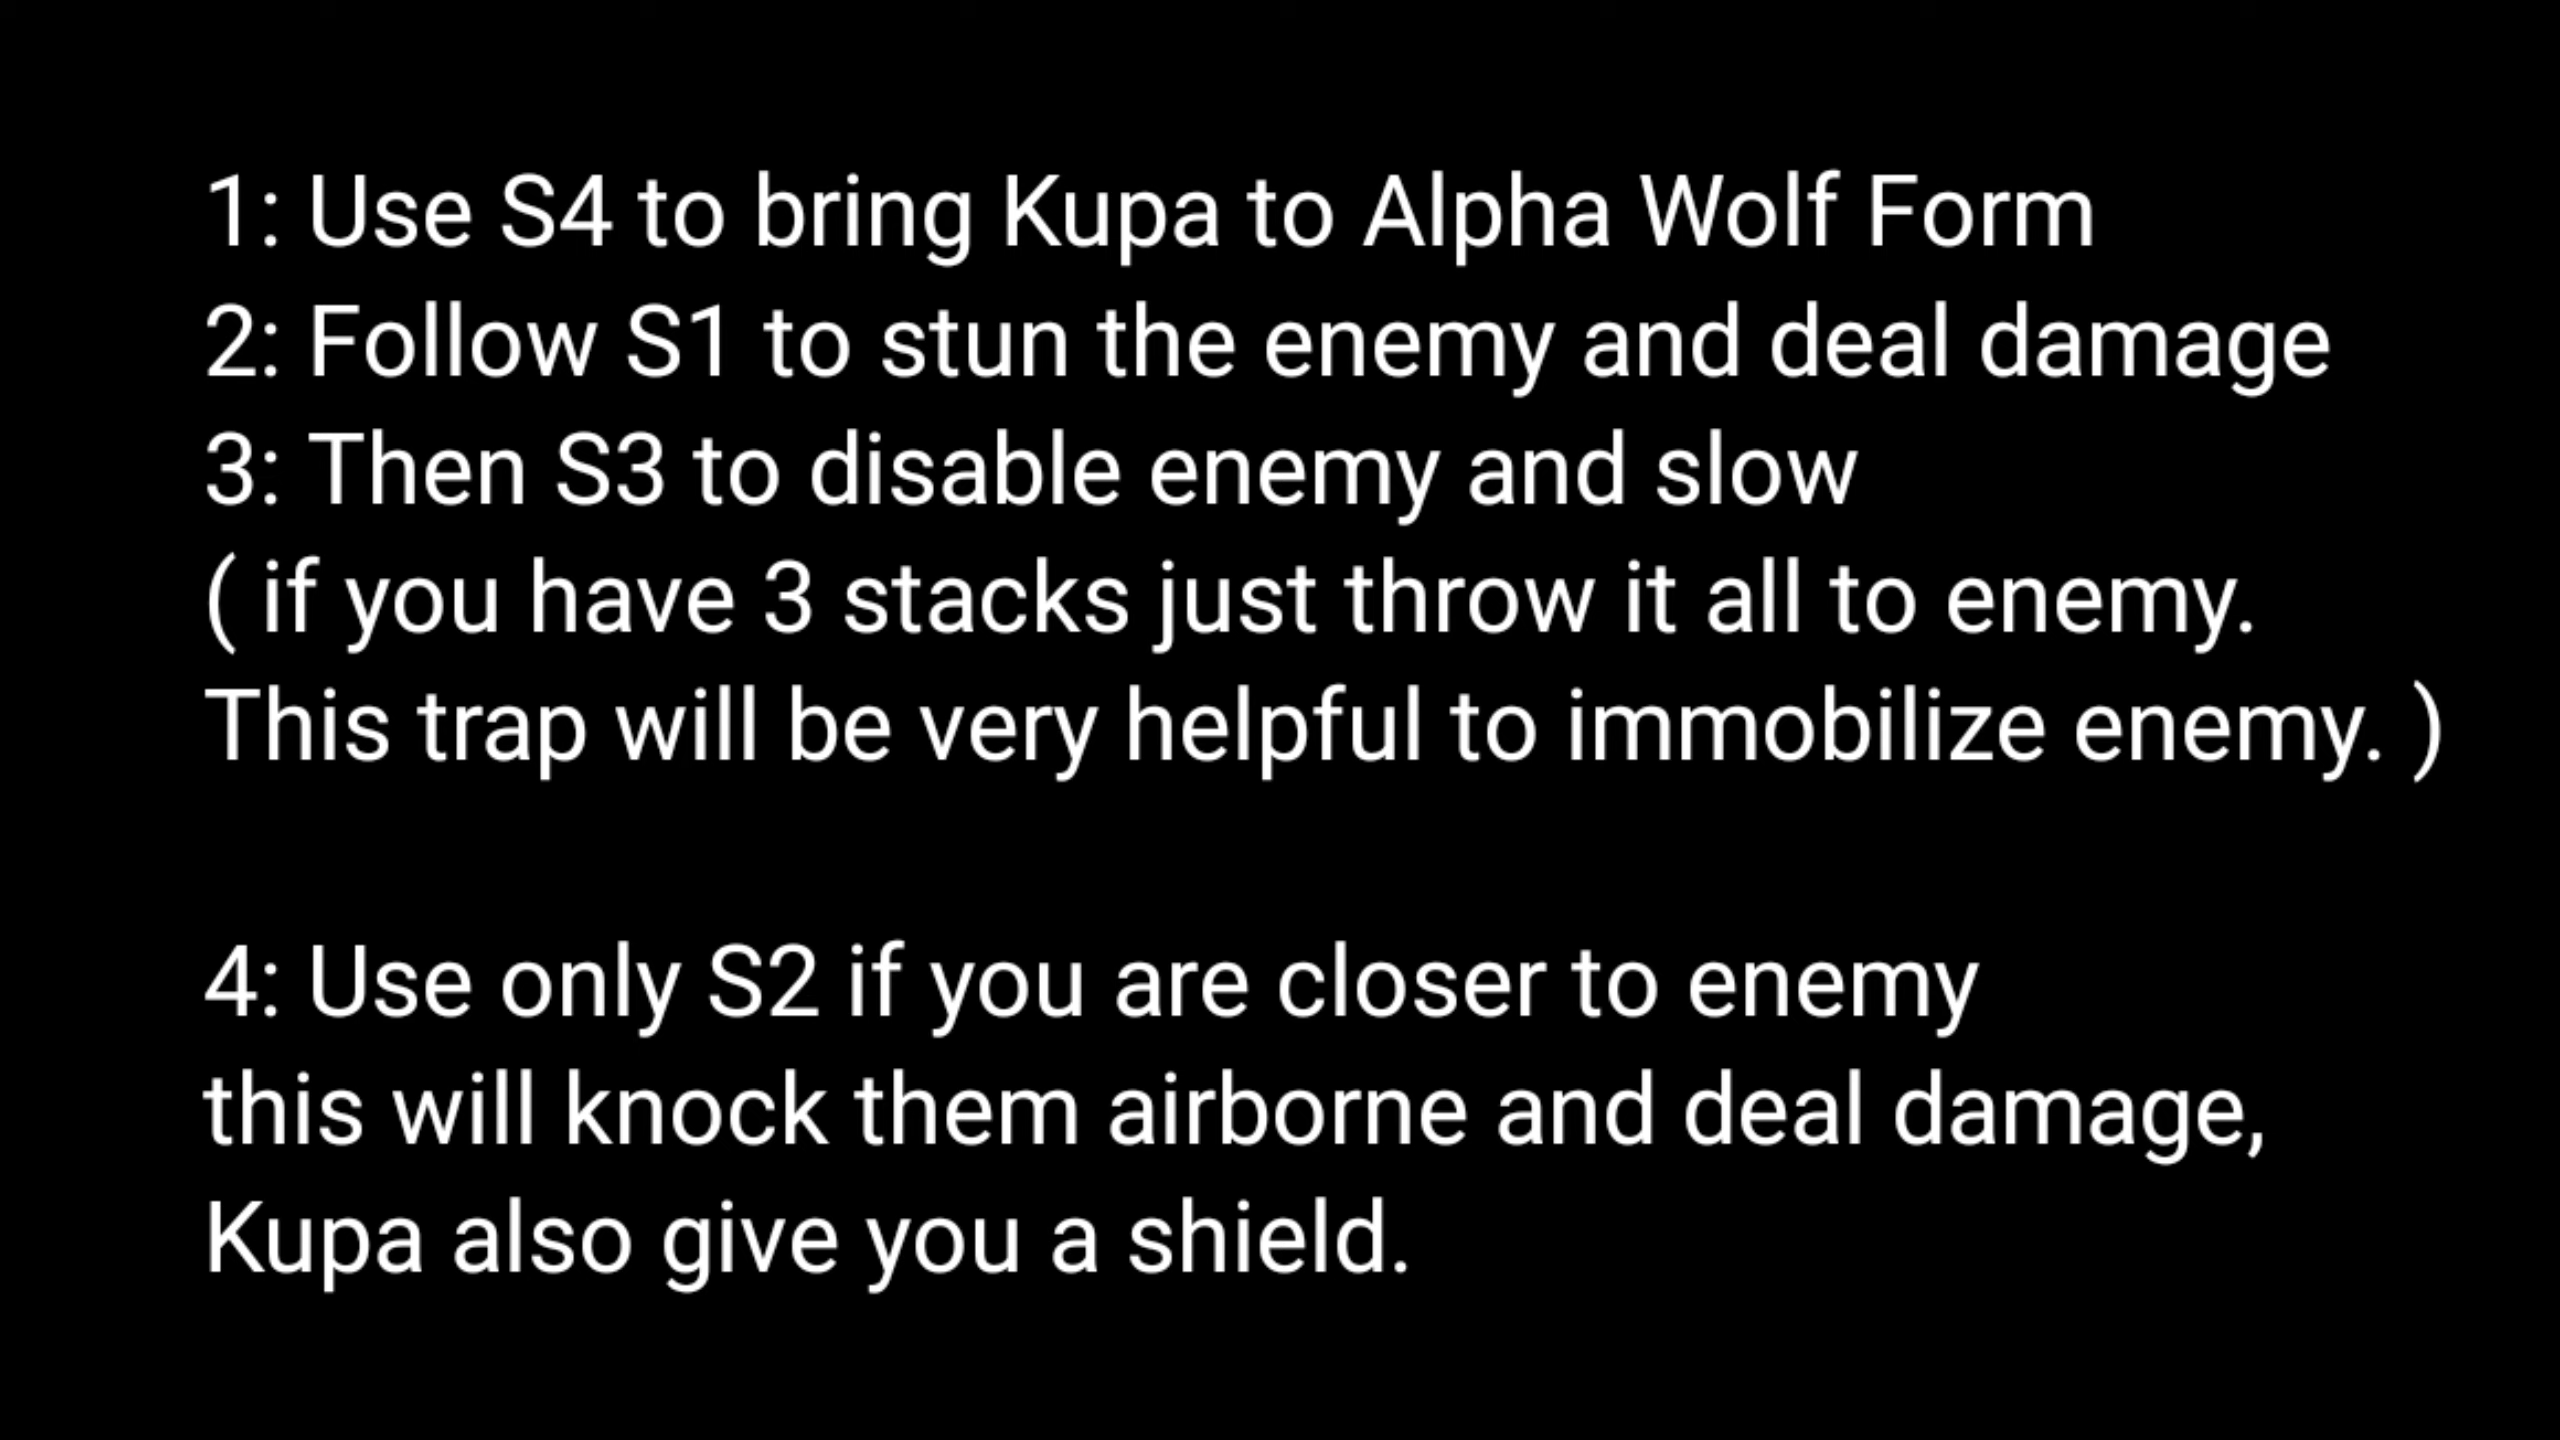 1: Use S4 to bring Kupa to Alpha Wolf Form
2: Follow S1 to stun the enemy and deal damage
3: Then S3 to disable enemy and slow
( if you have 3 stacks just throw it all to enemy.
This trap will be very helpful to immobilize enemy. )
4: Use only S2 if you are closer to enemy
this will knock them airborne and deal damage,
Kupa also give you a shield.